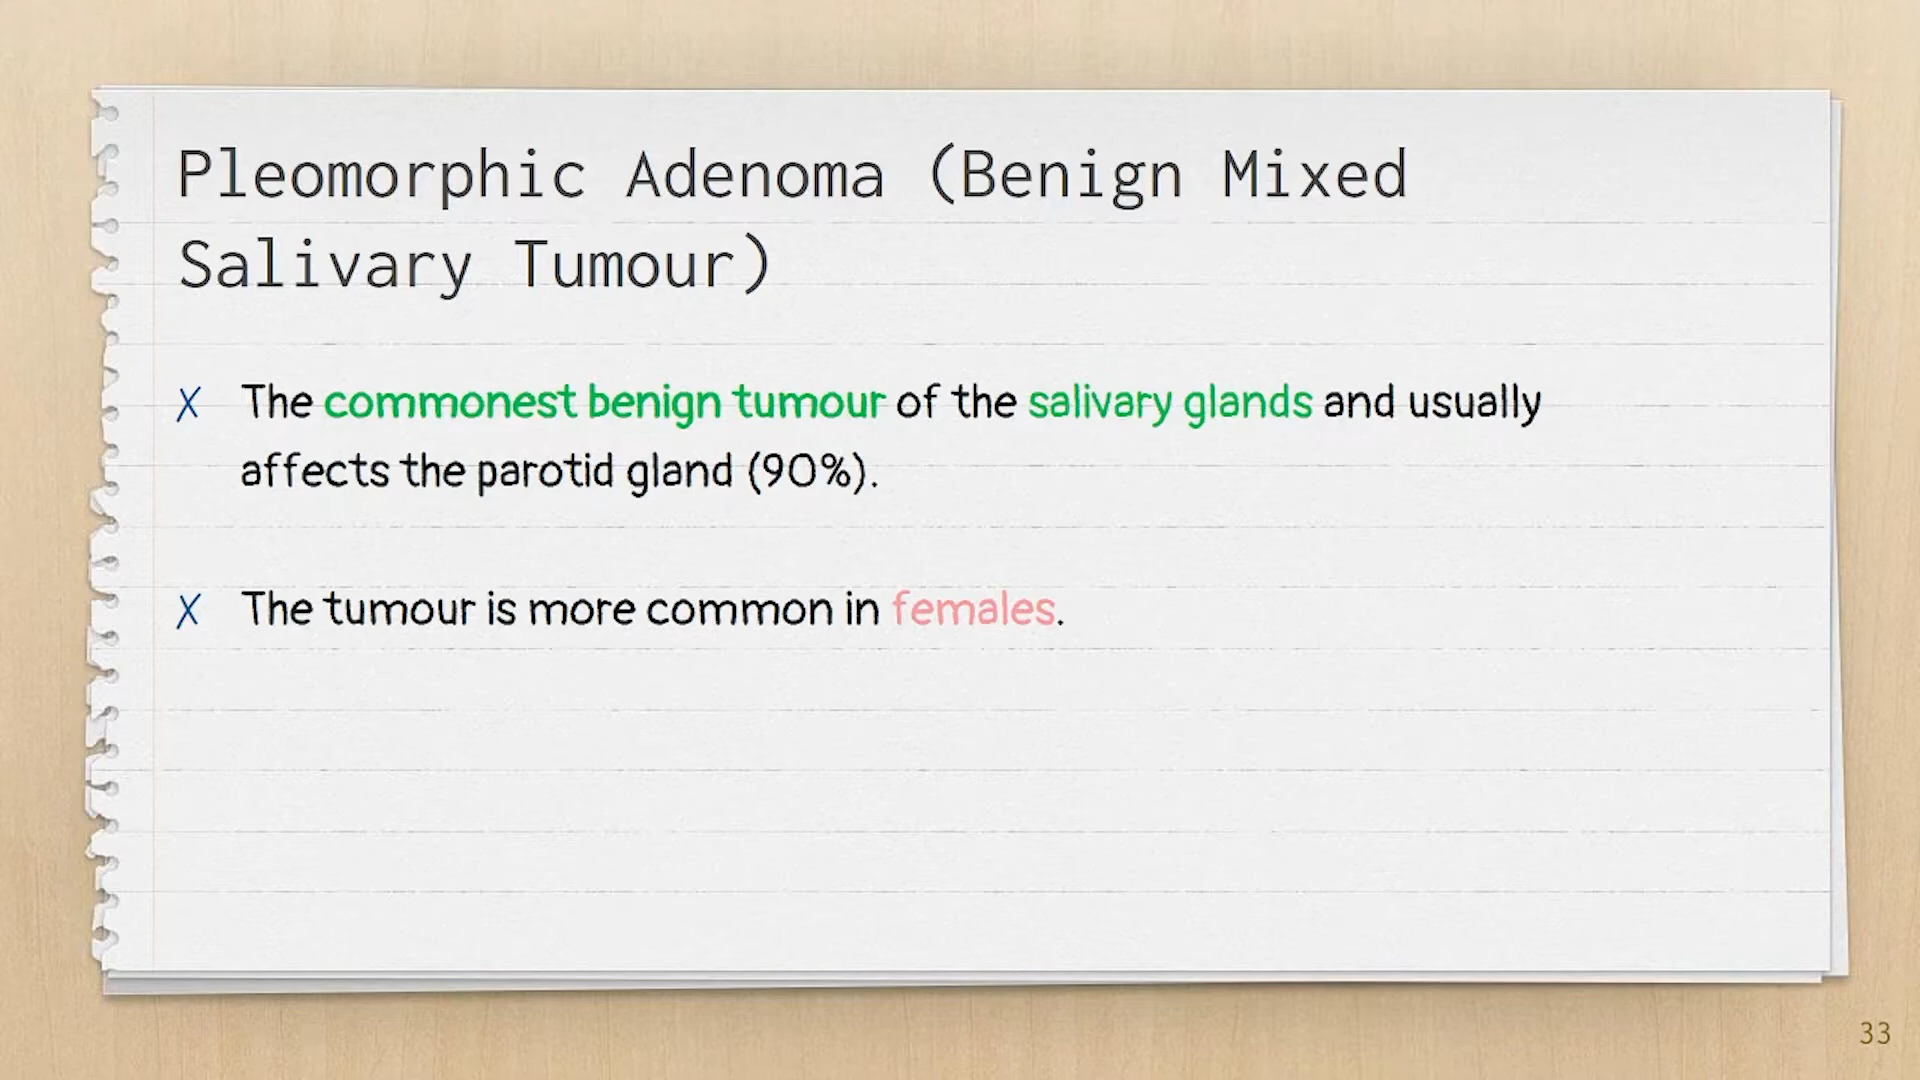 Pleomorphic Adenoma (Benign Mixed
Salivary Tumour)
X The commonest benign tumour of the salivary glands and usually
affects the parotid gland (90%).
X The tumour is more common in females.
33